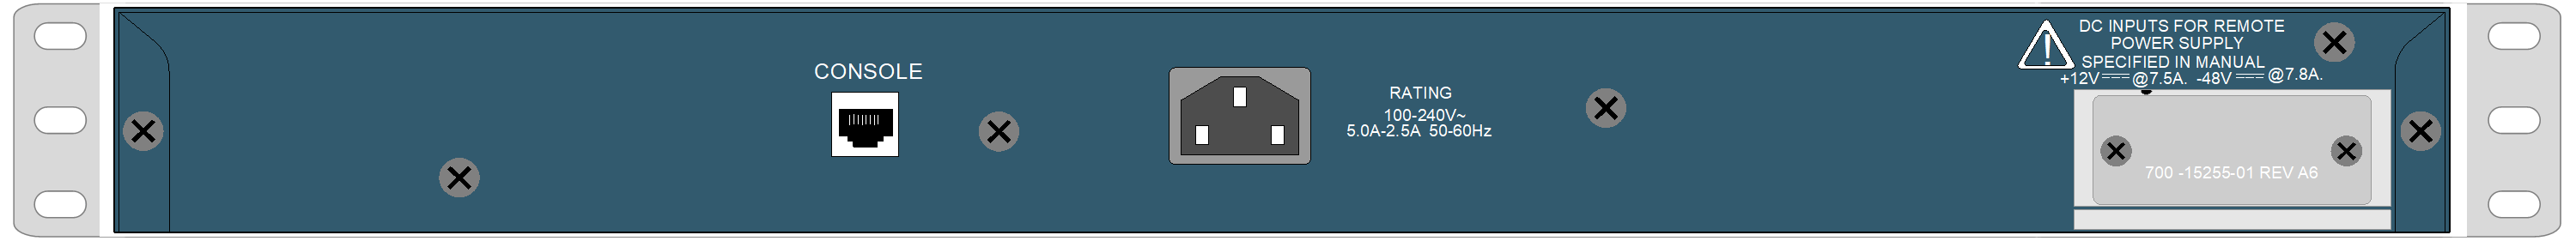 CONSOLE
RATING
100-240V~
5.0A-2.5A 50-60Hz
DC INPUTS FOR REMOTE
POWER SUPPLY
SPECIFIED IN MANUAL
+12V⎓@7.5A. -48V⎓@7.8A.
700 -15255-01 REV A6